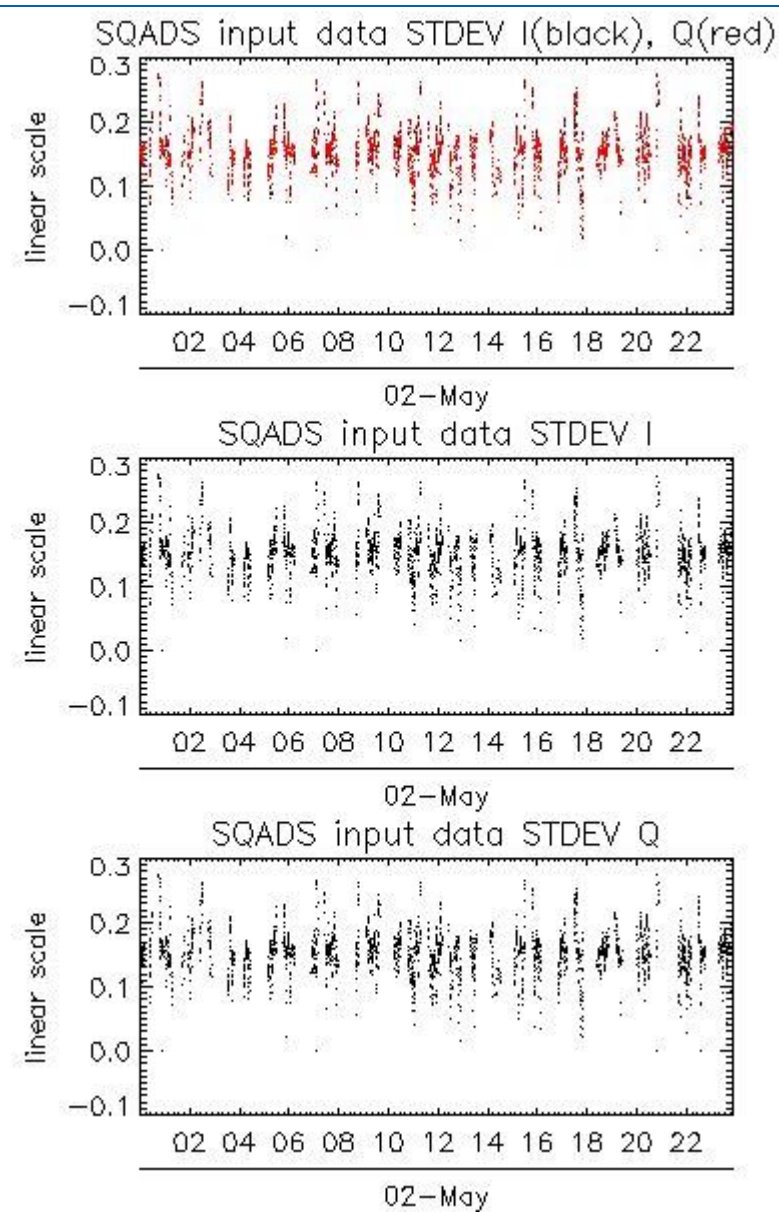 SQADS input data STDEV I(black), Q(red)
0.3
0.2
0.1
0.0
−0.1
linear scale
02 04 06 08 10 12 14 16 18 20 22
02−May
SQADS input data STDEV I
0.3
0.2
0.1
0.0
−0.1
linear scale
02 04 06 08 10 12 14 16 18 20 22
02−May
SQADS input data STDEV Q
0.3
0.2
0.1
0.0
−0.1
linear scale
02 04 06 08 10 12 14 16 18 20 22
02−May